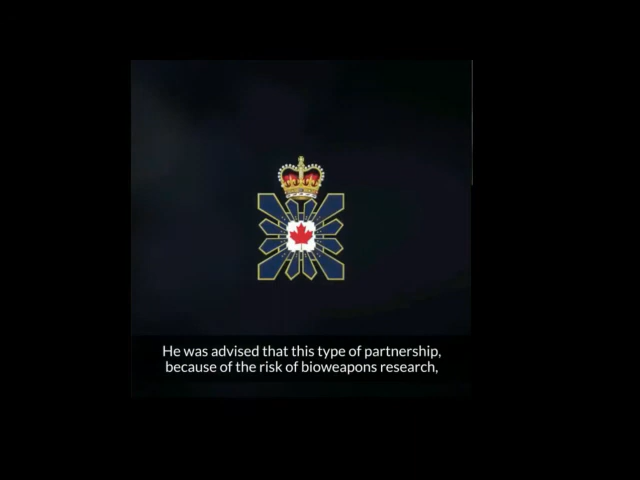 He was advised that this type of partnership,
because of the risk of bioweapons research,